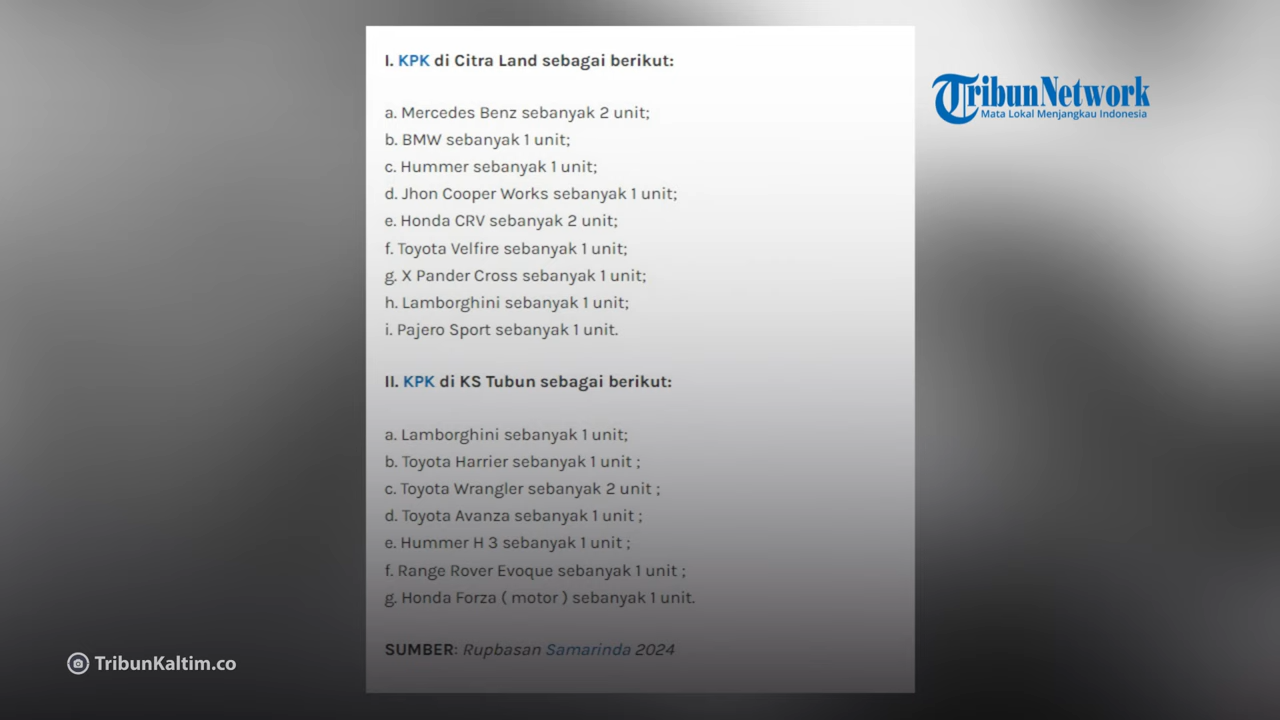 I. KPK di Citra Land sebagai berikut:
a. Mercedes Benz sebanyak 2 unit;
b. BMW sebanyak 1 unit;
c. Hummer sebanyak 1 unit;
d. Jhon Cooper Works sebanyak 1 unit;
e. Honda CRV sebanyak 2 unit;
f. Toyota Velfire sebanyak 1 unit;
g. X Pander Cross sebanyak 1 unit;
h. Lamborghini sebanyak 1 unit;
i. Pajero Sport sebanyak 1 unit.
II. KPK di KS Tubun sebagai berikut:
a. Lamborghini sebanyak 1 unit;
b. Toyota Harrier sebanyak 1 unit ;
c. Toyota Wrangler sebanyak 2 unit ;
d. Toyota Avanza sebanyak 1 unit ;
e. Hummer H 3 sebanyak 1 unit ;
f. Range Rover Evoque sebanyak 1 unit ;
g. Honda Forza ( motor ) sebanyak 1 unit.
SUMBER: Rupbasan Samarinda 2024
TribunNetwork
Mata Lokal Menjangkau Indonesia
TribunKaltim.co